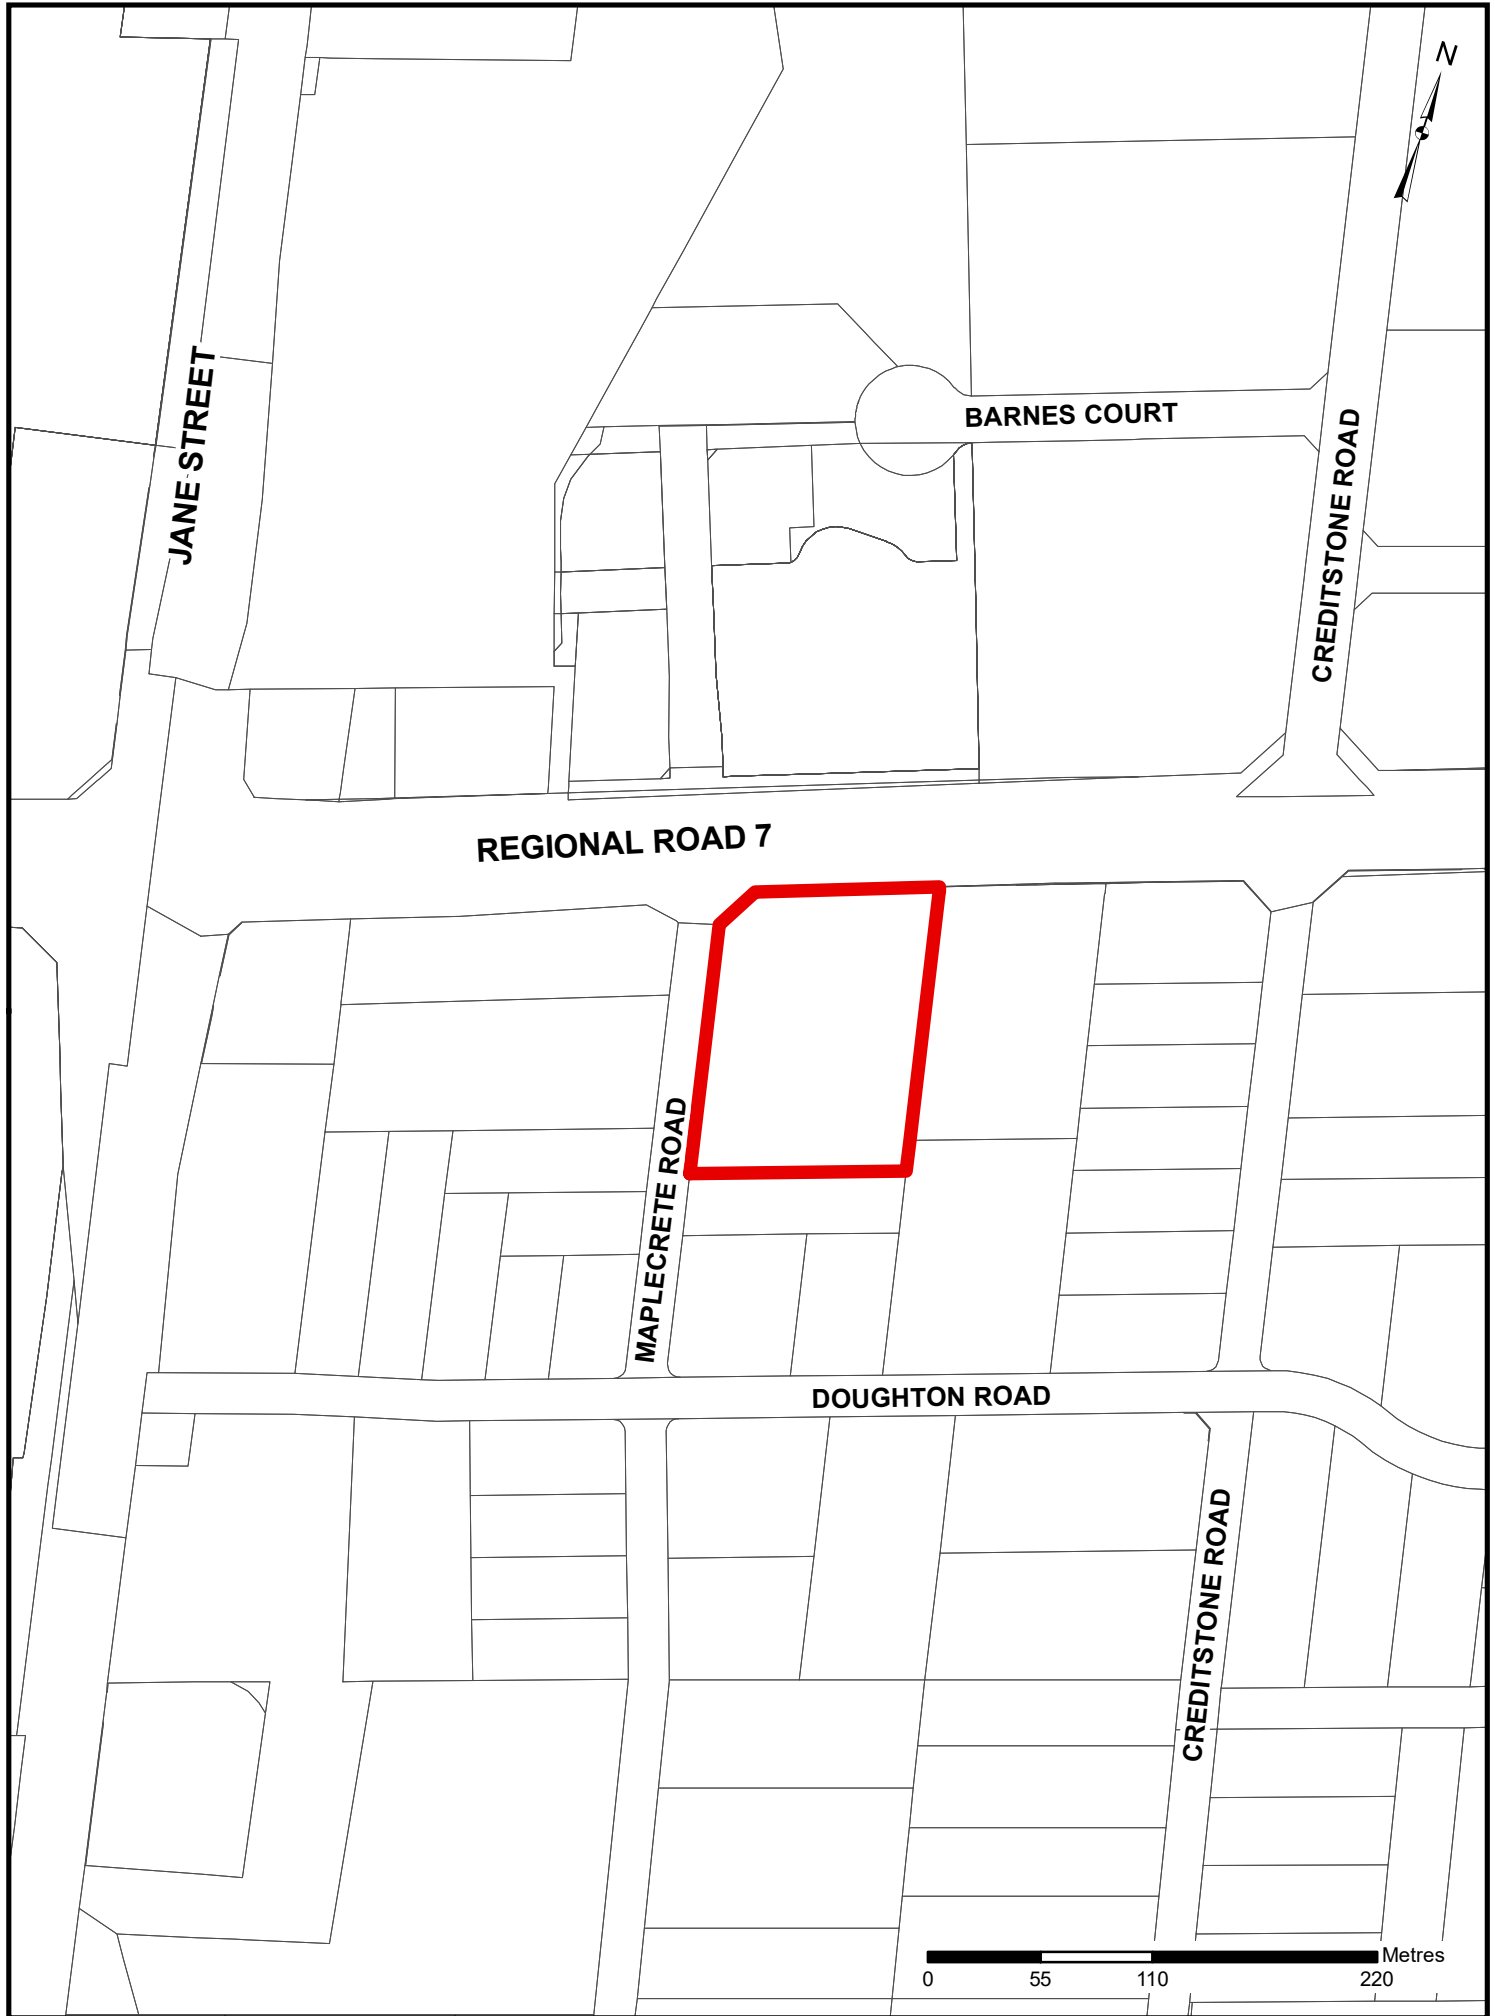 N
JANE STREET
BARNES COURT
CREDITSTONE ROAD
REGIONAL ROAD 7
MAPLECRETE ROAD
DOUGHTON ROAD
CREDITSTONE ROAD
Metres
0 55 110 220